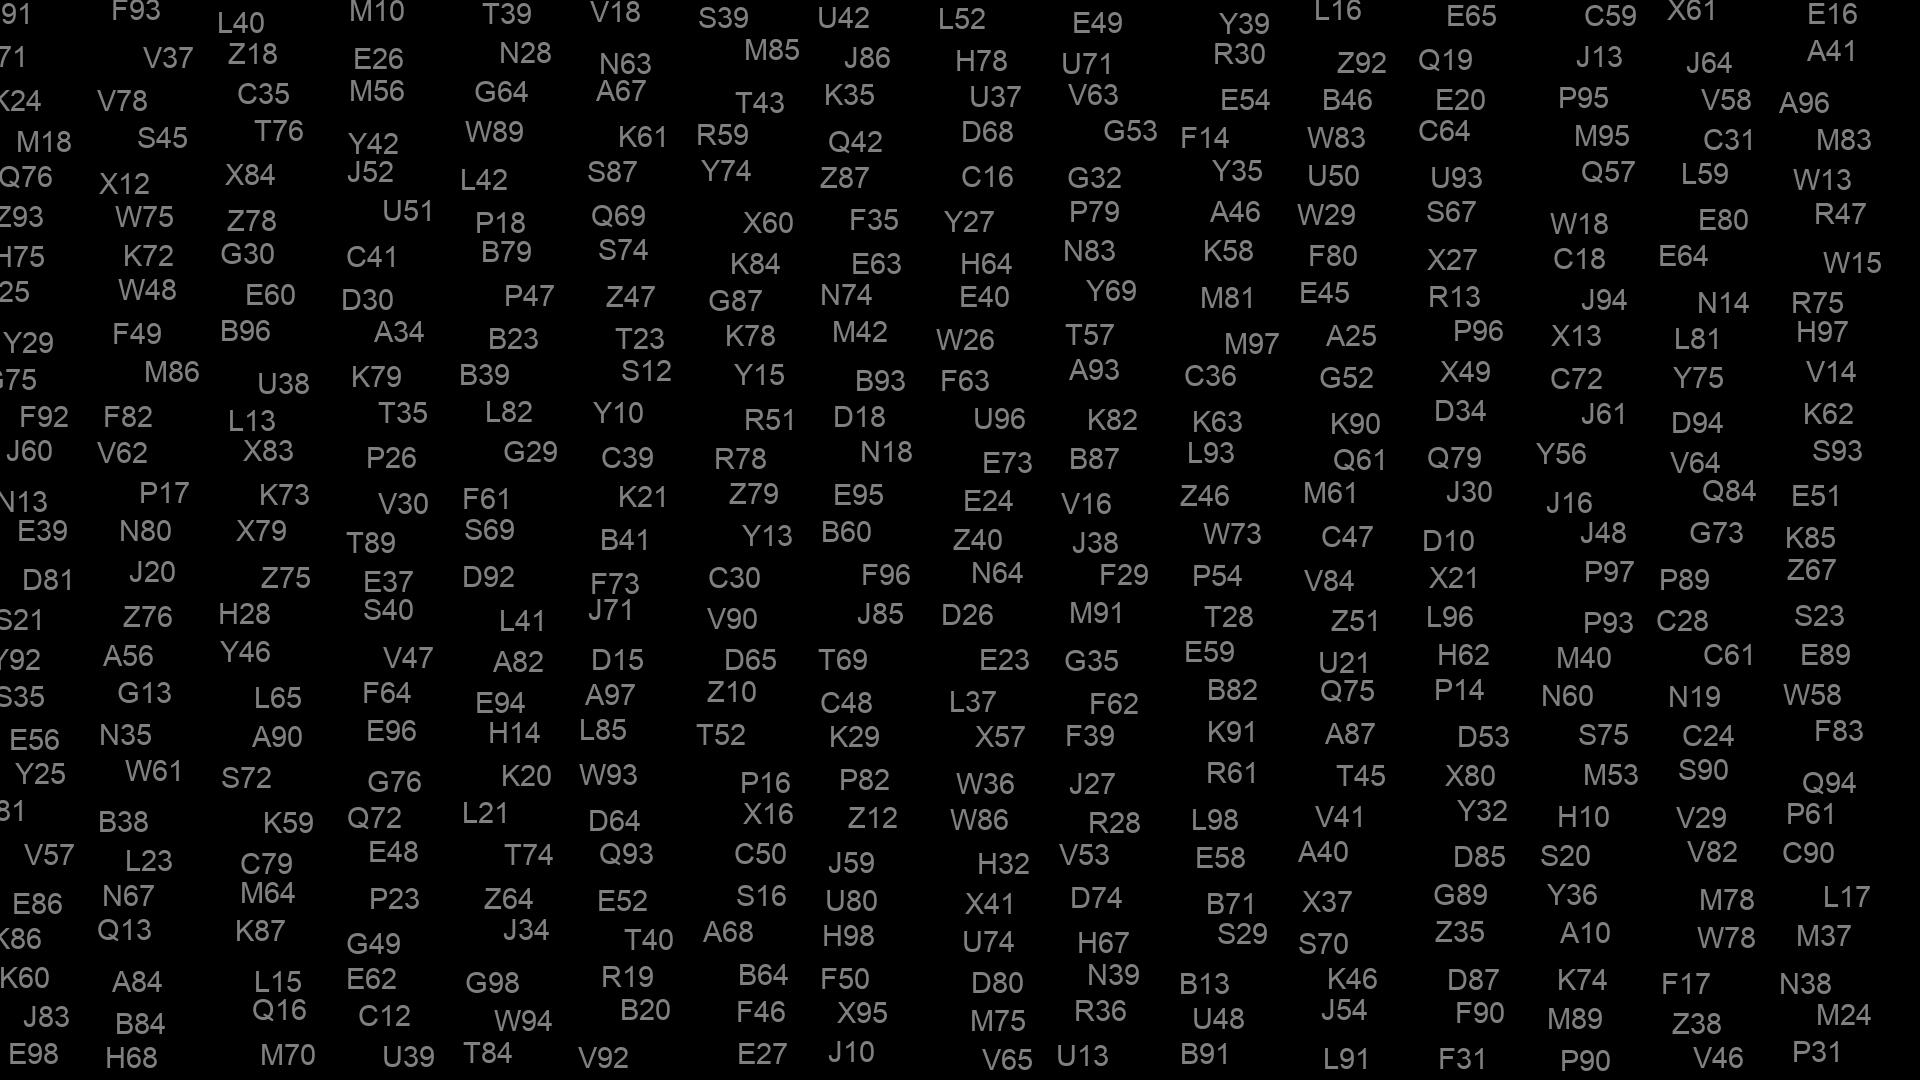 91 F93 L40 M10 T39 V18 S39 U42 L52 E49 Y39 L16 E65 C59 X61 E16
71 V37 Z18 E26 N28 N63 M85 J86 H78 U71 R30 Z92 Q19 J13 J64 A41
K24 V78 C35 M56 G64 A67 T43 K35 U37 V63 E54 B46 E20 P95 V58 A96
M18 S45 T76 Y42 W89 K61 R59 Q42 D68 G53 F14 W83 C64 M95 C31 M83
Q76 X12 X84 J52 L42 S87 Y74 Z87 C16 G32 Y35 U50 U93 Q57 L59 W13
Z93 W75 Z78 U51 P18 Q69 X60 F35 Y27 P79 A46 W29 S67 W18 E80 R47
H75 K72 G30 C41 B79 S74 K84 E63 H64 N83 K58 F80 X27 C18 E64 W15
25 W48 E60 D30 P47 Z47 G87 N74 E40 Y69 M81 E45 R13 J94 N14 R75
Y29 F49 B96 A34 B23 T23 K78 M42 W26 T57 M97 A25 P96 X13 L81 H97
G75 M86 U38 K79 B39 S12 Y15 B93 F63 A93 C36 G52 X49 C72 Y75 V14
F92 F82 L13 T35 L82 Y10 R51 D18 U96 K82 K63 K90 D34 J61 D94 K62
J60 V62 X83 P26 G29 C39 R78 N18 E73 B87 L93 Q61 Q79 Y56 V64 S93
N13 P17 K73 V30 F61 K21 Z79 E95 E24 V16 Z46 M61 J30 J16 Q84 E51
E39 N80 X79 T89 S69 B41 Y13 B60 Z40 J38 W73 C47 D10 J48 G73 K85
D81 J20 Z75 E37 D92 F73 C30 F96 N64 F29 P54 V84 X21 P97 P89 Z67
S21 Z76 H28 S40 L41 J71 V90 J85 D26 M91 T28 Z51 L96 P93 C28 S23
Y92 A56 Y46 V47 A82 D15 D65 T69 E23 G35 E59 U21 H62 M40 C61 E89
S35 G13 L65 F64 E94 A97 Z10 C48 L37 F62 B82 Q75 P14 N60 N19 W58
E56 N35 A90 E96 H14 L85 T52 K29 X57 F39 K91 A87 D53 S75 C24 F83
Y25 W61 S72 G76 K20 W93 P16 P82 W36 J27 R61 T45 X80 M53 S90 Q94
81 B38 K59 Q72 L21 D64 X16 Z12 W86 R28 L98 V41 Y32 H10 V29 P61
V57 L23 C79 E48 T74 Q93 C50 J59 H32 V53 E58 A40 D85 S20 V82 C90
E86 N67 M64 P23 Z64 E52 S16 U80 X41 D74 B71 X37 G89 Y36 M78 L17
K86 Q13 K87 G49 J34 T40 A68 H98 U74 H67 S29 S70 Z35 A10 W78 M37
K60 A84 L15 E62 G98 R19 B64 F50 D80 N39 B13 K46 D87 K74 F17 N38
J83 B84 Q16 C12 W94 B20 F46 X95 M75 R36 U48 J54 F90 M89 Z38 M24
E98 H68 M70 U39 T84 V92 E27 J10 V65 U13 B91 L91 F31 P90 V46 P31